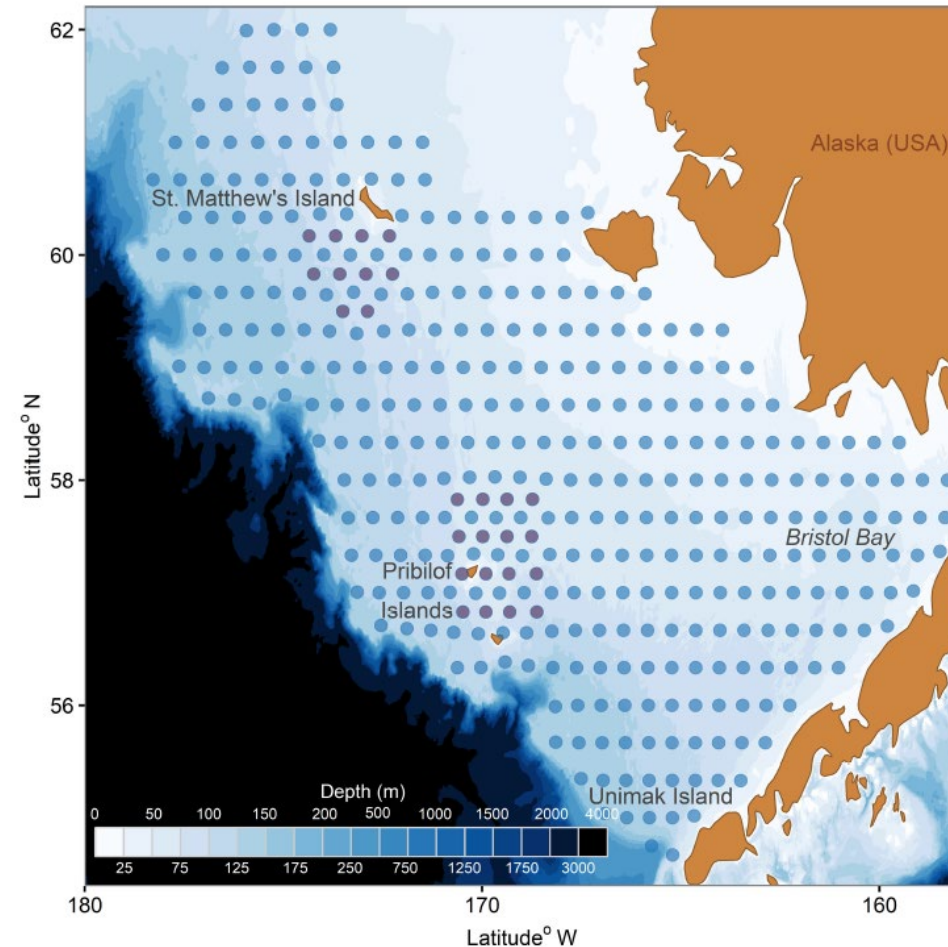 62
Alaska (USA)
St. Matthew's Island
60
Latitude° N
58
Bristol Bay
Pribilof
Islands
56
Depth (m)
Unimak Island
0 50 100 150 200 500 1000 1500 2000 4000
25 75 125 175 250 750 1250 1750 3000
180 170 160
Latitude° W